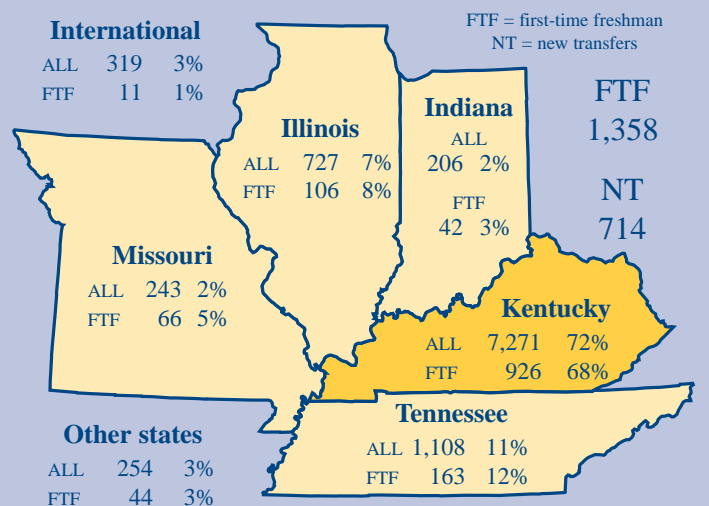 International
ALL 319 3%
FTF 11 1%
FTF = first-time freshman
NT = new transfers
FTF
1,358
NT
714
Illinois
ALL 727 7%
FTF 106 8%
Indiana
ALL
206 2%
FTF
42 3%
Missouri
ALL 243 2%
FTF 66 5%
Kentucky
ALL 7,271 72%
FTF 926 68%
Tennessee
ALL 1,108 11%
FTF 163 12%
Other states
ALL 254 3%
FTF 44 3%